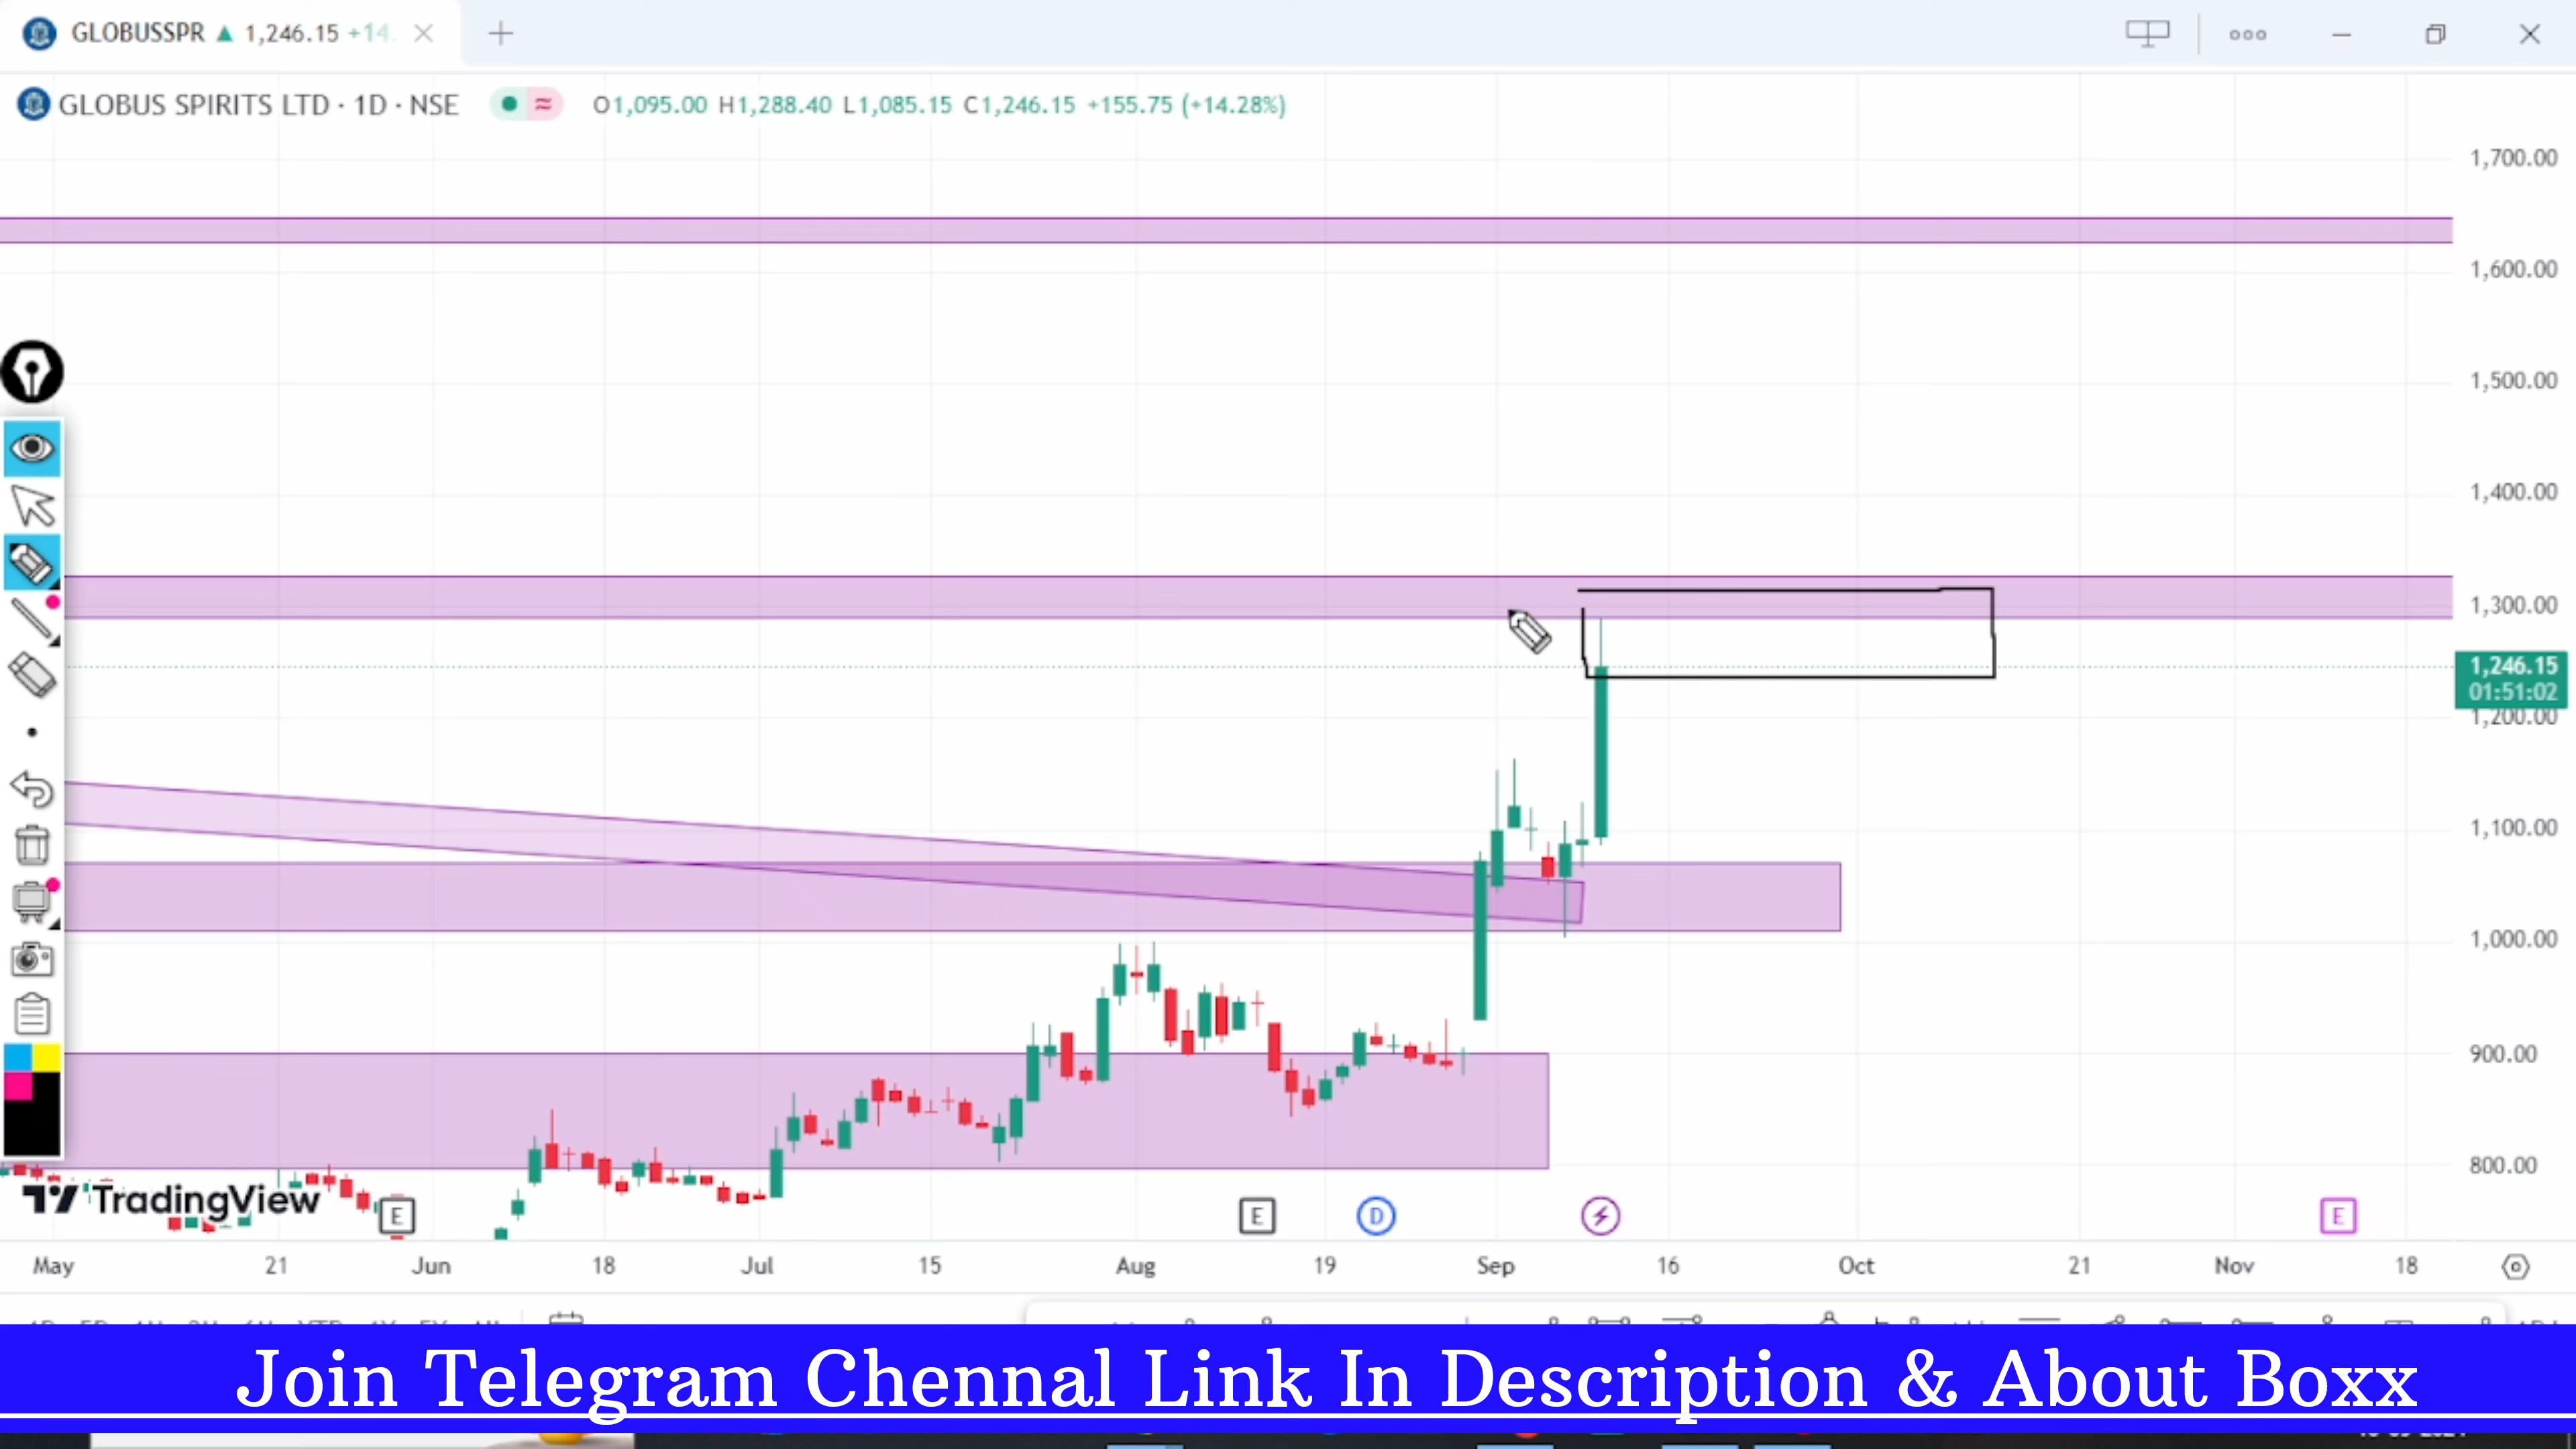 GLOBUSSPR ▲ 1,246.15 +14.
GLOBUS SPIRITS LTD · 1D · NSE O1,095.00 H1,288.40 L1,085.15 C1,246.15 +155.75 (+14.28%)
1,700.00
1,600.00
1,500.00
1,400.00
1,300.00
1,246.15
01:51:02
1,200.00
1,100.00
1,000.00
900.00
800.00
TradingView
E E D E
May 21 Jun 18 Jul 15 Aug 19 Sep 16 Oct 21 Nov 18
Join Telegram Chennal Link In Description & About Boxx